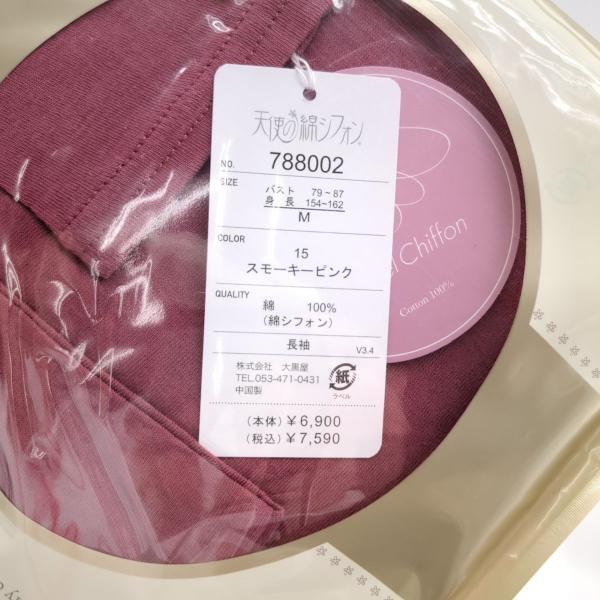 天使の綿シフォン®
NO. 788002
SIZE
バスト 79~87
身長 154~162
M
COLOR
15
スモーキーピンク
QUALITY
綿 100%
(綿シフォン)
長袖
V3.4
株式会社 大黒屋
TEL.053-471-0431
中国製
紙
ラベル
(本体) ¥6,900
(税込) ¥7,590
Chiffon
Cotton 100%